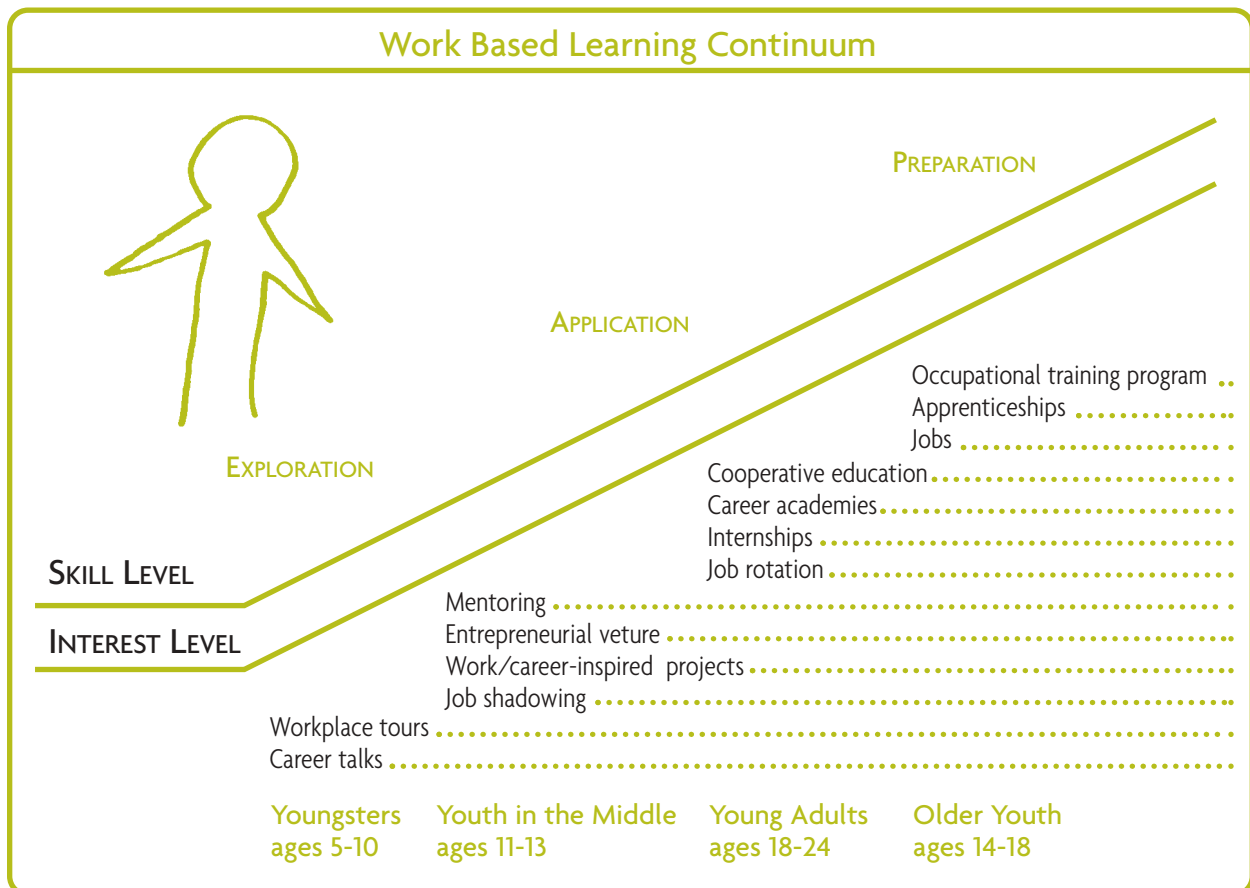 Work Based Learning Continuum
PREPARATION
APPLICATION
EXPLORATION
SKILL LEVEL
INTEREST LEVEL
Occupational training program
Apprenticeships
Jobs
Cooperative education
Career academies
Internships
Job rotation
Mentoring
Entrepreneurial veture
Work/career-inspired projects
Job shadowing
Workplace tours
Career talks
Youngsters
ages 5-10
Youth in the Middle
ages 11-13
Young Adults
ages 18-24
Older Youth
ages 14-18